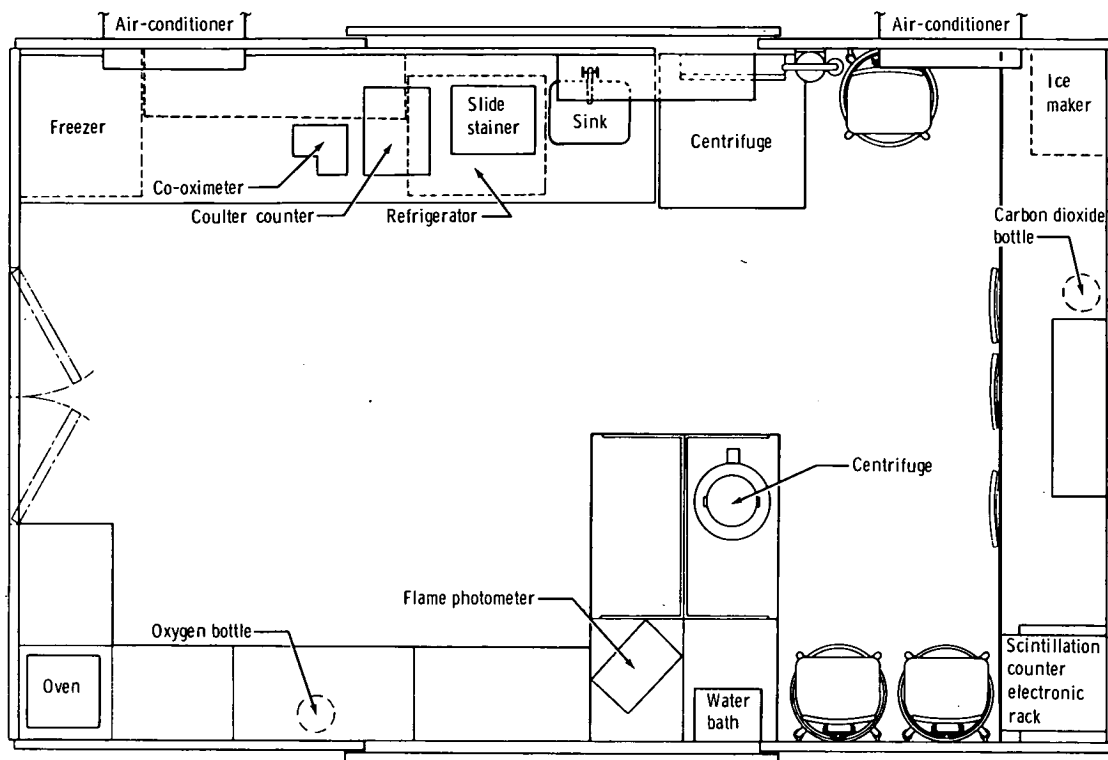 Air-conditioner
Air-conditioner
Freezer
Slide
stainer
Sink
Centrifuge
Ice
maker
Co-oximeter
Coulter counter
Refrigerator
Carbon dioxide
bottle
Centrifuge
Flame photometer
Oxygen bottle
Oven
Water
bath
Scintillation
counter
electronic
rack